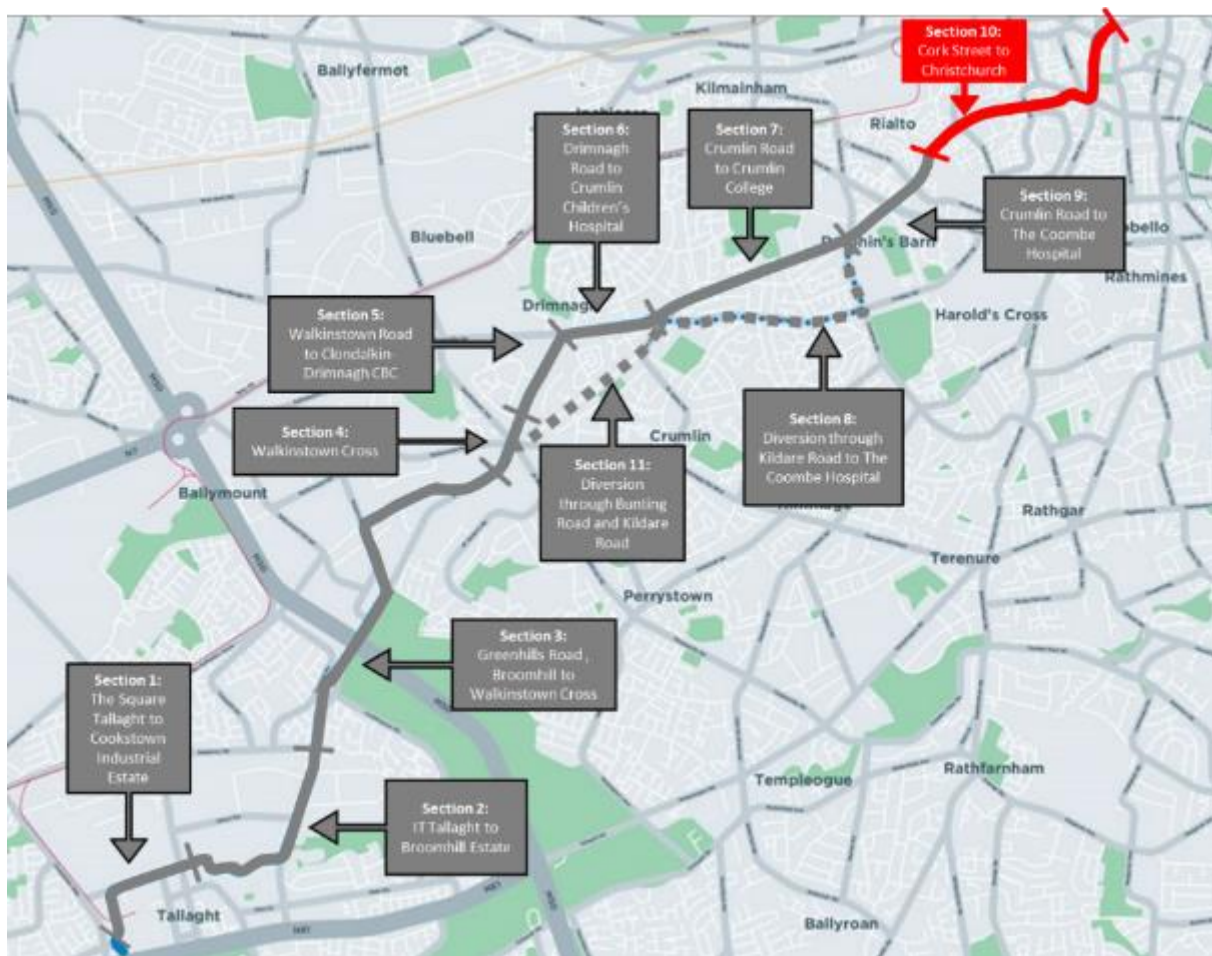 Section 10:
Cork Street to
Christchurch
Ballyfermot
Kilmainham
Rialto
Section 6:
Drimnagh
Road to
Crumlin
Children's
Hospital
Section 7:
Crumlin Road
to Crumlin
College
Section 9:
Crumlin Road to
The Coombe
Hospital
Bluebell
Rathmines
Section 5:
Walkinstown Road
to Clondalkin-
Drimnagh CBC
Harold's Cross
Section 4:
Walkinstown Cross
Crumlin
Section 8:
Diversion through
Kildare Road to The
Coombe Hospital
Section 11:
Diversion
through Bunting
Road and Kildare
Road
Ballymount
Rathgar
Terenure
Perrystown
Section 3:
Greenhills Road ,
Broomhill to
Walkinstown Cross
Section 1:
The Square
Tallaght to
Cookstown
Industrial
Estate
Templeogue
Rathfarnham
Section 2:
IT Tallaght to
Broomhill Estate
Tallaght
Ballyroan